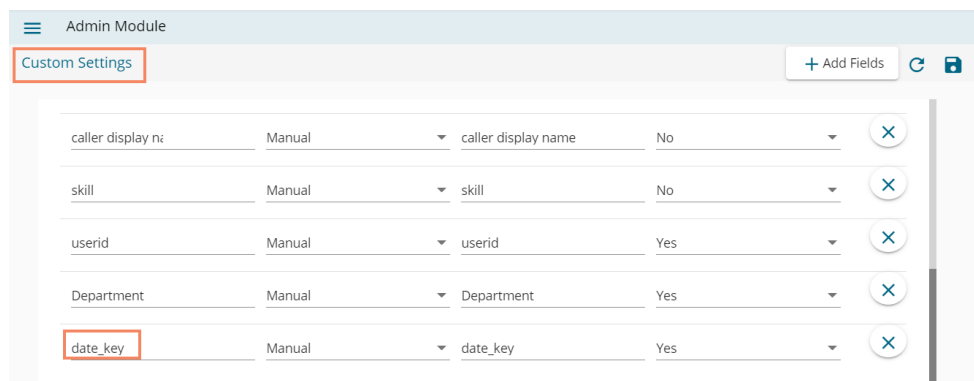 Admin Module
Custom Settings
+ Add Fields
caller display na Manual caller display name No
skill Manual skill No
userid Manual userid Yes
Department Manual Department Yes
date_key Manual date_key Yes